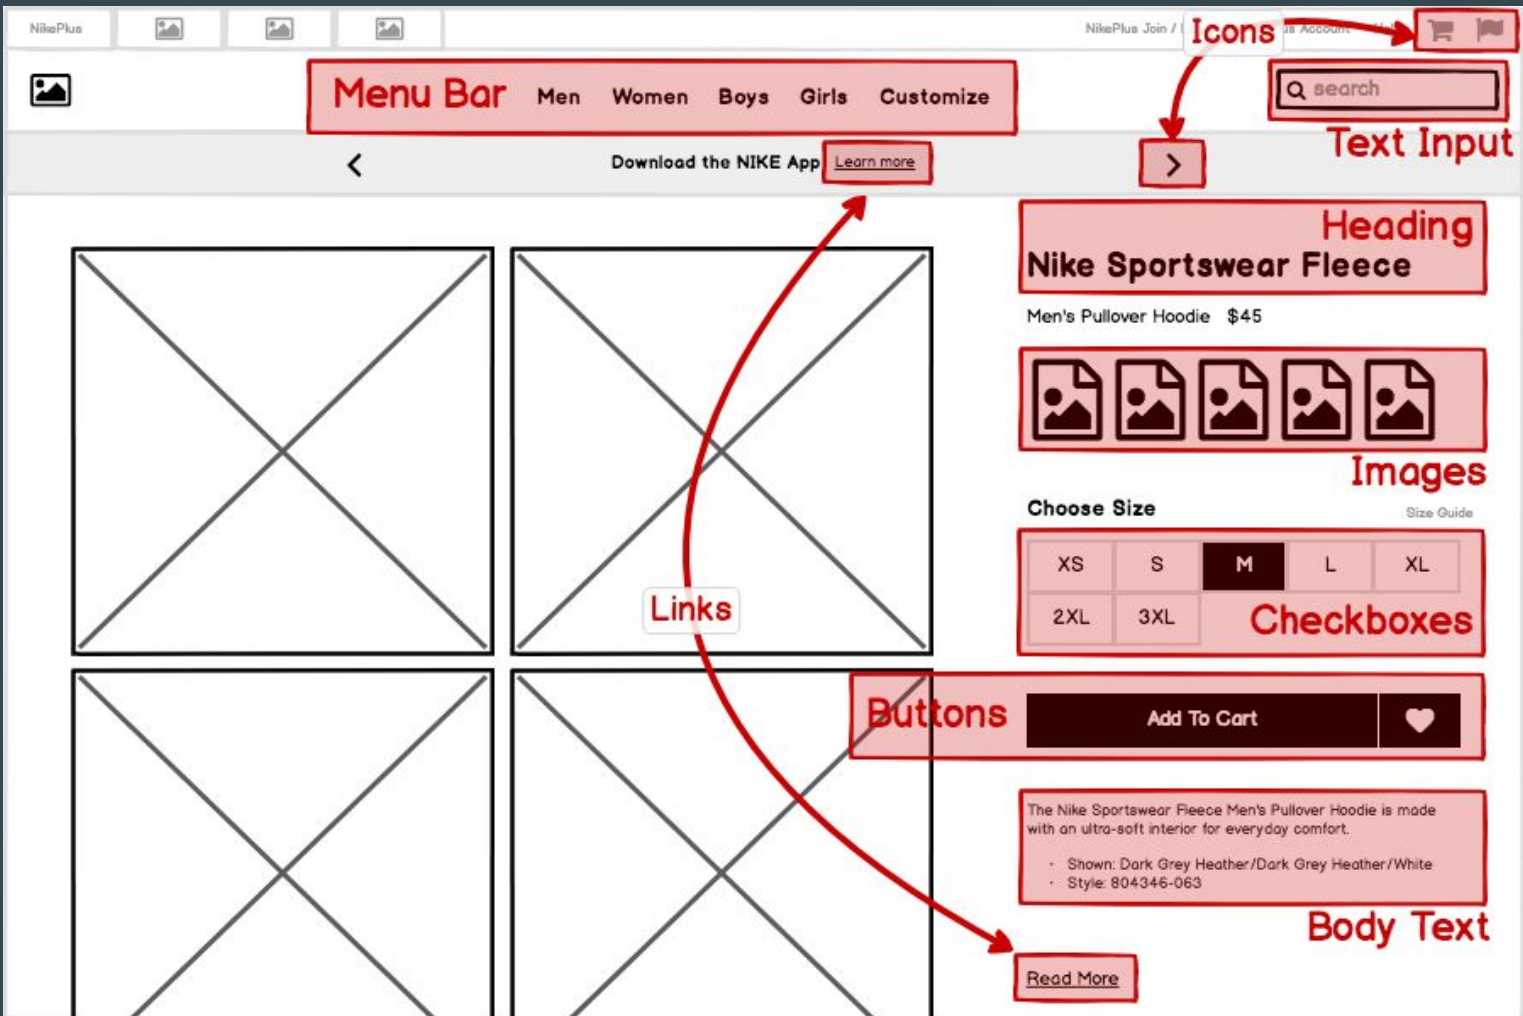 NikePlus
NikePlus Join /
Account
Icons
Menu Bar
Men Women Boys Girls Customize
search
Text Input
Download the NIKE App Learn more
Heading
Nike Sportswear Fleece
Men's Pullover Hoodie $45
Images
Choose Size
Size Guide
XS S M L XL
2XL 3XL
Checkboxes
Links
Buttons
Add To Cart
The Nike Sportswear Fleece Men's Pullover Hoodie is made
with an ultra-soft interior for everyday comfort.
· Shown: Dark Grey Heather/Dark Grey Heather/White
· Style: 804346-063
Body Text
Read More